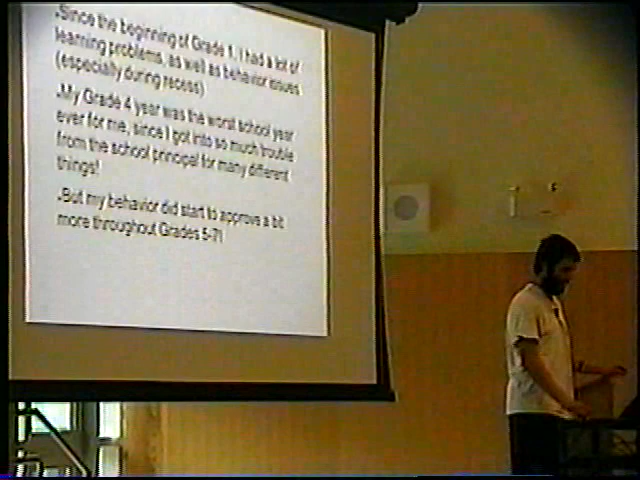 .Since the beginning of Grade 1, I had a lot of
learning problems, as well as behavior issues
(especially during recess)
.My Grade 4 year was the worst school year
ever for me, since I got into so much trouble
from the school principal for many different
things!
.But my behavior did start to approve a bit
more throughout Grades 5-7!